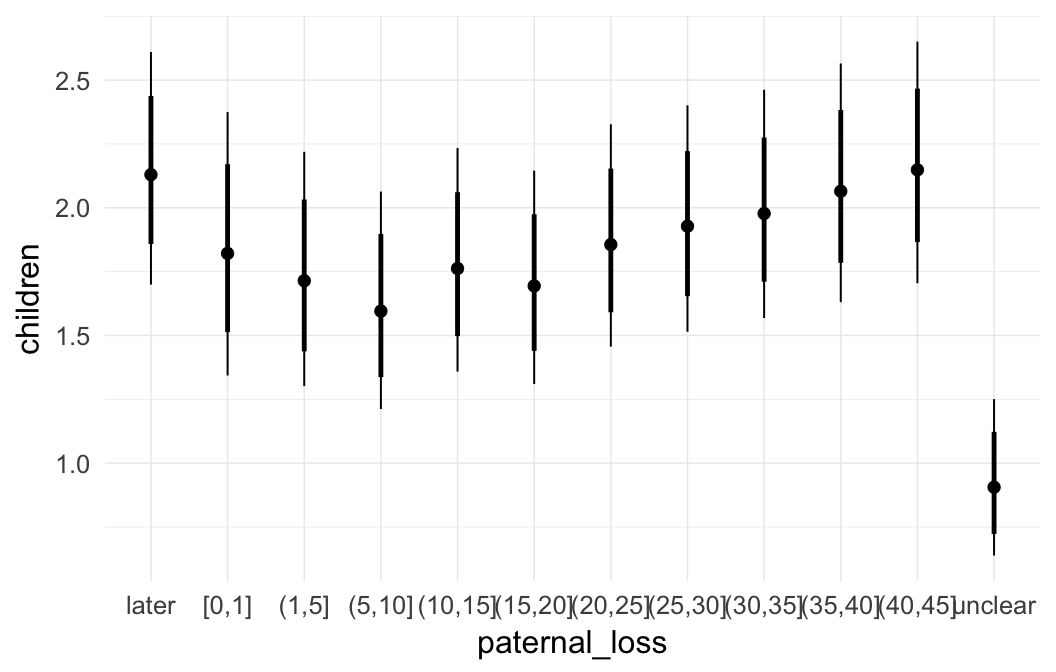 2.5
2.0
1.5
1.0
children
later [0,1] (1,5] (5,10] (10,15] (15,20] (20,25] (25,30] (30,35] (35,40] (40,45] unclear
paternal_loss